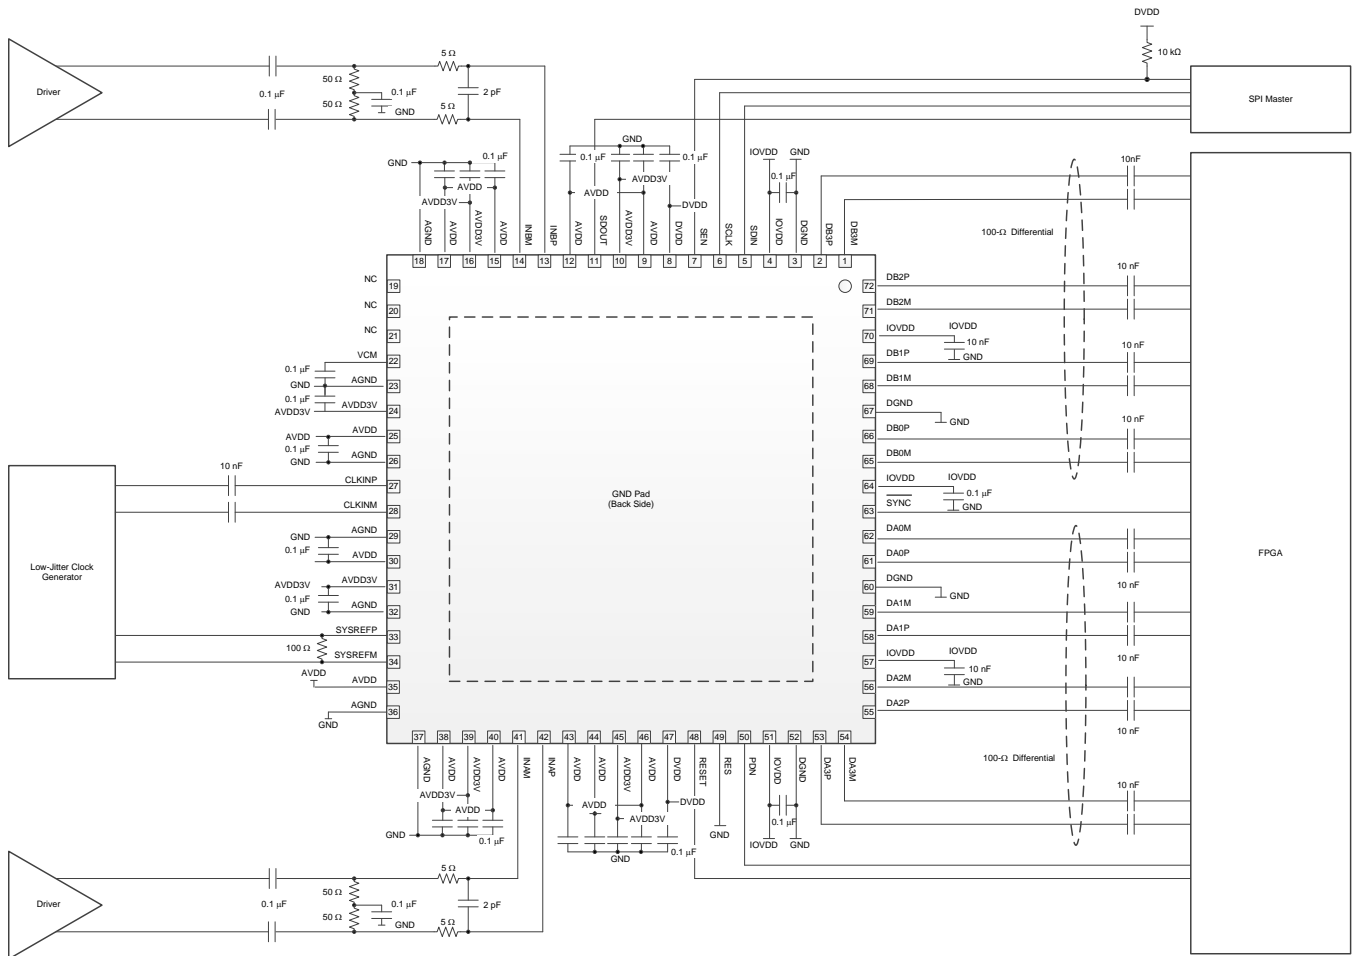 DVDD
10 kΩ
5 Ω
Driver
50 Ω
0.1 µF
0.1 µF
2 pF
50 Ω
GND
5 Ω
SPI Master
GND
0.1 µF
AVDD
AVDD3V
GND
0.1 µF
0.1 µF
AVDD3V
AVDD
DVDD
IOVDD
GND
0.1 µF
10nF
AGND
AVDD
AVDD3V
AVDD
INBM
INBP
AVDD
SDOUT
AVDD3V
AVDD
DVDD
SEN
SCLK
SDIN
IOVDD
DGND
DB3P
DB3M
100-Ω Differential
18
17
16
15
14
13
12
11
10
9
8
7
6
5
4
3
2
1
NC
19
NC
20
NC
21
VCM
22
0.1 µF
GND
AGND
23
0.1 µF
AVDD3V
AVDD3V
24
AVDD
AVDD
25
0.1 µF
GND
AGND
26
10 nF
CLKINP
27
CLKINM
28
GND
AGND
29
0.1 µF
AVDD
30
Low-Jitter Clock
Generator
AVDD3V
AVDD3V
31
0.1 µF
GND
AGND
32
SYSREFP
33
100 Ω
SYSREFM
34
AVDD
AVDD
35
AGND
36
GND
GND Pad
(Back Side)
72
DB2P
10 nF
71
DB2M
70
IOVDD
IOVDD
10 nF
GND
69
DB1P
10 nF
68
DB1M
67
DGND
GND
66
DB0P
10 nF
65
DB0M
64
IOVDD
IOVDD
0.1 µF
GND
63
SYNC
62
DA0M
61
DA0P
10 nF
FPGA
60
DGND
GND
59
DA1M
58
DA1P
10 nF
57
IOVDD
IOVDD
10 nF
GND
56
DA2M
55
DA2P
10 nF
37
38
39
40
41
42
43
44
45
46
47
48
49
50
51
52
53
54
AGND
AVDD
AVDD3V
AVDD
INAM
INAP
AVDD
AVDD
AVDD3V
AVDD
DVDD
RESET
RES
PDN
IOVDD
DGND
DA3P
DA3M
100-Ω Differential
10 nF
AVDD3V
AVDD
GND
0.1 µF
AVDD
AVDD3V
DVDD
GND
0.1 µF
GND
0.1 µF
IOVDD
GND
5 Ω
Driver
50 Ω
0.1 µF
0.1 µF
2 pF
50 Ω
GND
5 Ω